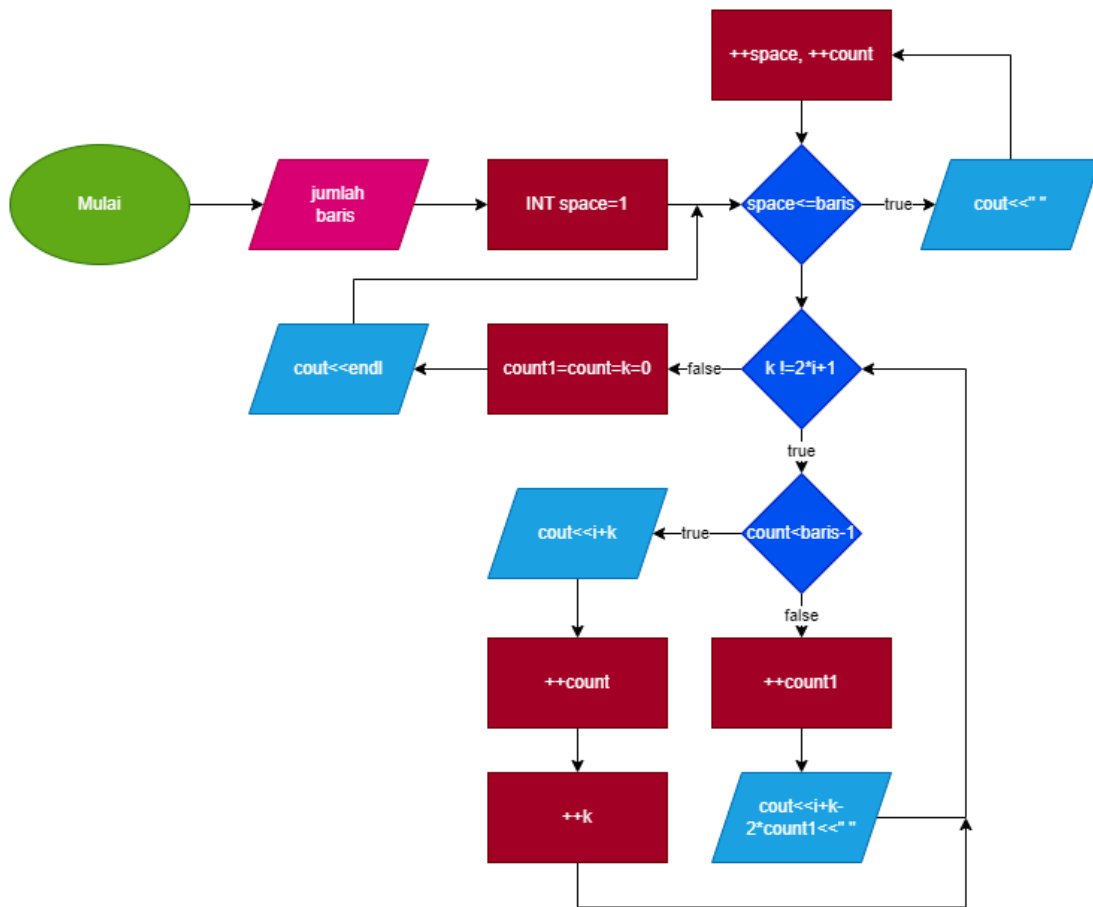 ++space, ++count
Mulai
jumlah
baris
INT space=1
space<=baris
true
cout<<" "
cout<<endl
count1=count=k=0
false
k !=2*i+1
true
cout<<i+k
true
count<baris-1
false
++count
++count1
++k
cout<<i+k-
2*count1<<" "